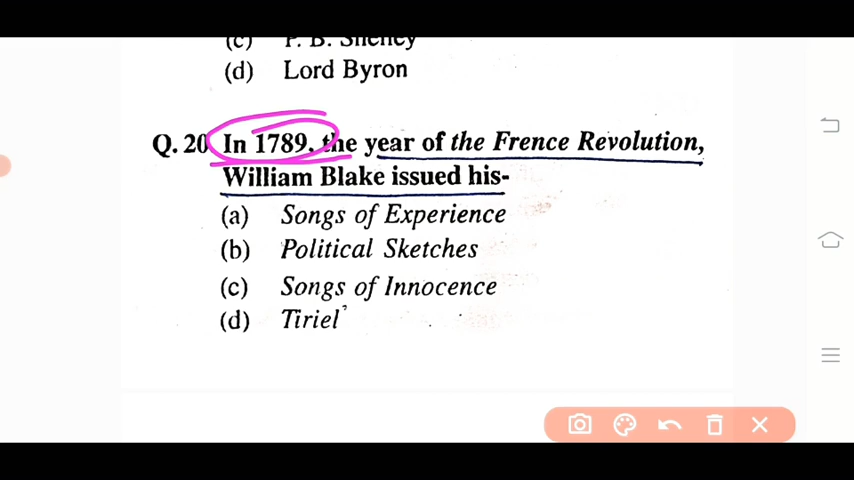 (c) P. B. Shelley
(d) Lord Byron
Q. 20 In 1789, the year of the Frence Revolution,
William Blake issued his-
(a) Songs of Experience
(b) Political Sketches
(c) Songs of Innocence
(d) Tiriel